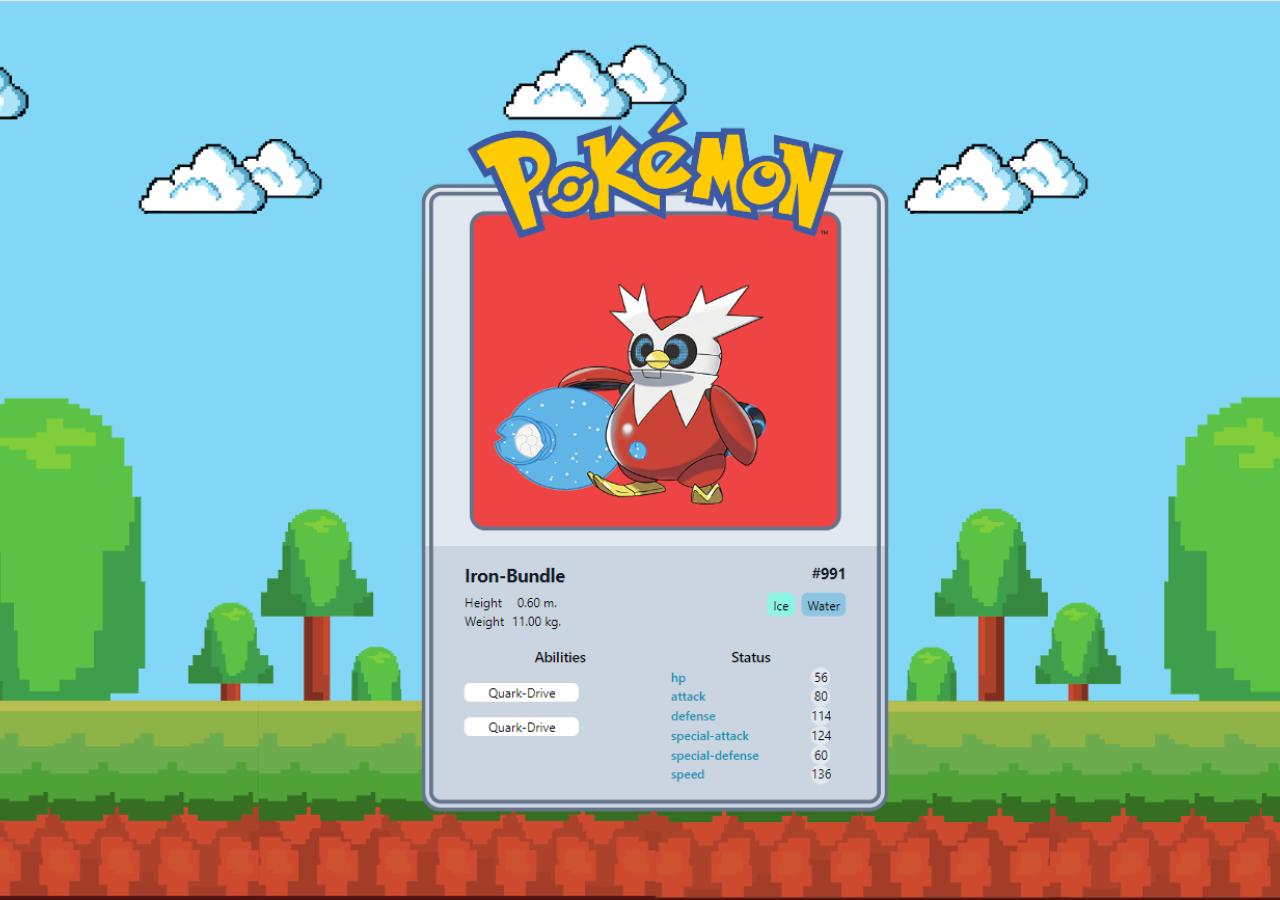 POKéMON
TM
Iron-Bundle #991
Height 0.60 m.
Weight 11.00 kg.
Ice Water
Abilities Status
Quark-Drive
Quark-Drive
hp 56
attack 80
defense 114
special-attack 124
special-defense 60
speed 136